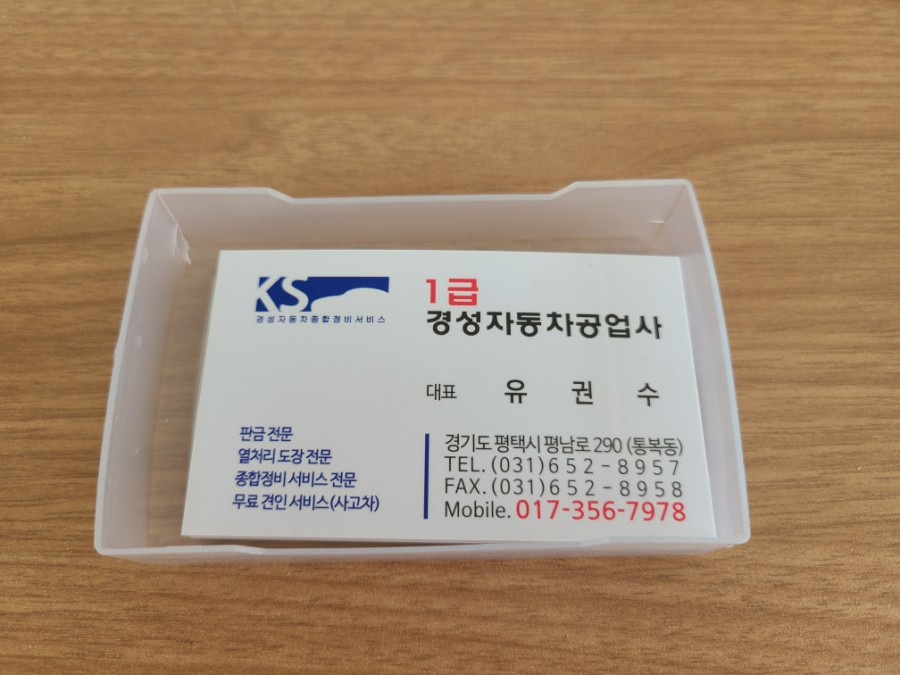 KS
경성자동차종합정비서비스
1급
경성자동차공업사
대표 유 권 수
판금 전문
열처리 도장 전문
종합정비 서비스 전문
무료 견인 서비스(사고차)
경기도 평택시 평남로 290 (통복동)
TEL. (031) 652-8957
FAX. (031) 652-8958
Mobile. 017-356-7978